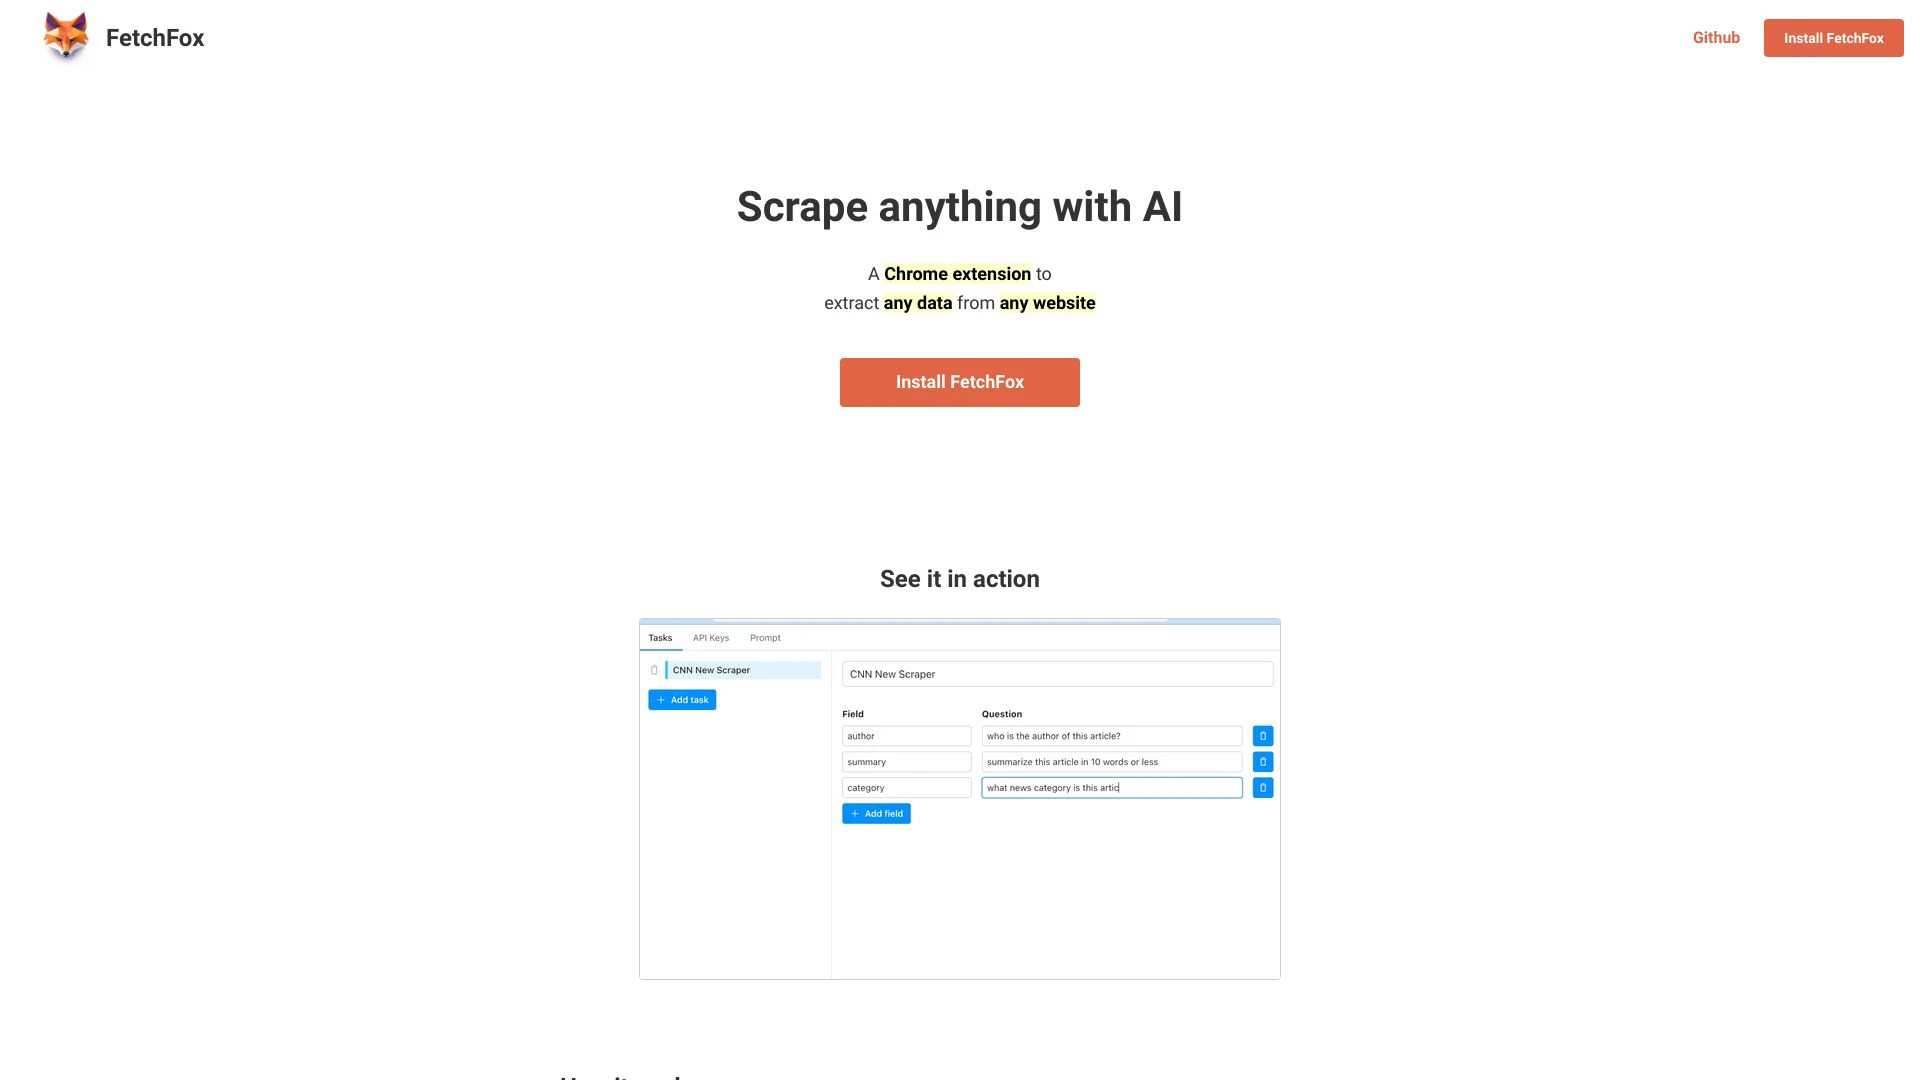 FetchFox
Github
Install FetchFox
Scrape anything with AI
A Chrome extension to
extract any data from any website
Install FetchFox
See it in action
Tasks
API Keys
Prompt
CNN New Scraper
Add task
CNN New Scraper
Field
Question
author
who is the author of this article?
summary
summarize this article in 10 words or less
category
what news category is this artic
Add field